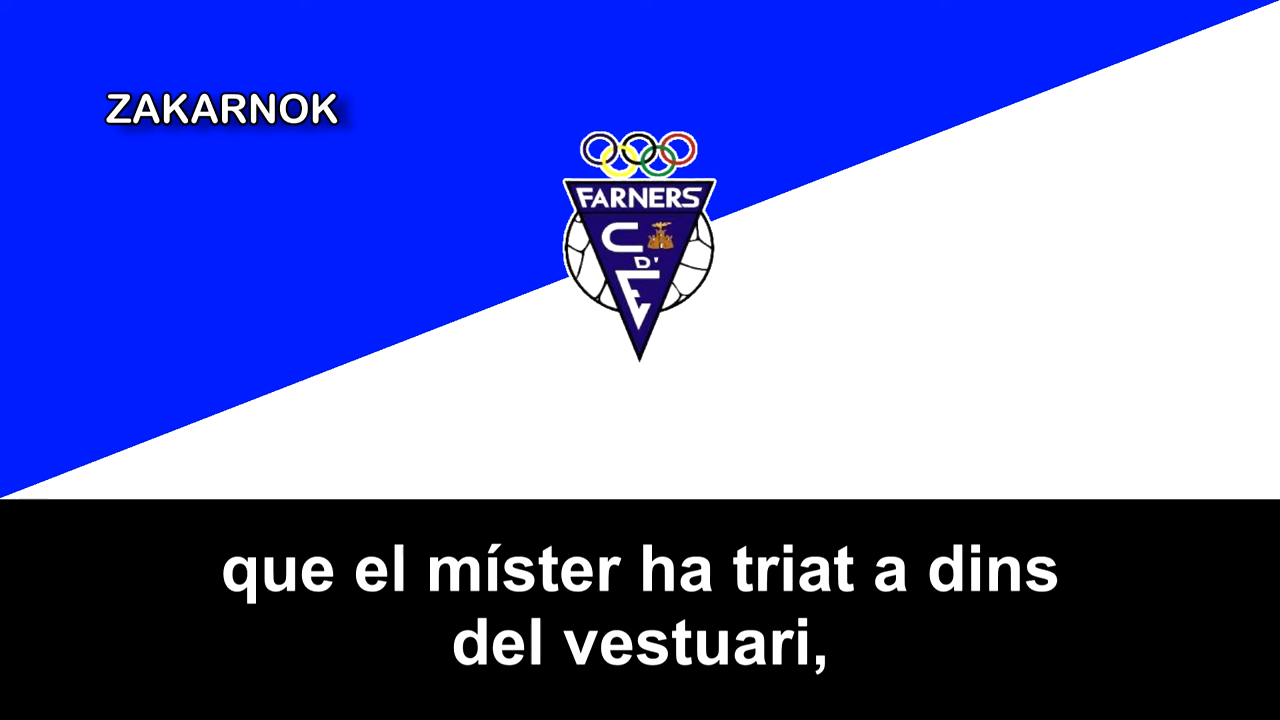 ZAKARNOK
FARNERS
C
D'
E
que el míster ha triat a dins
del vestuari,